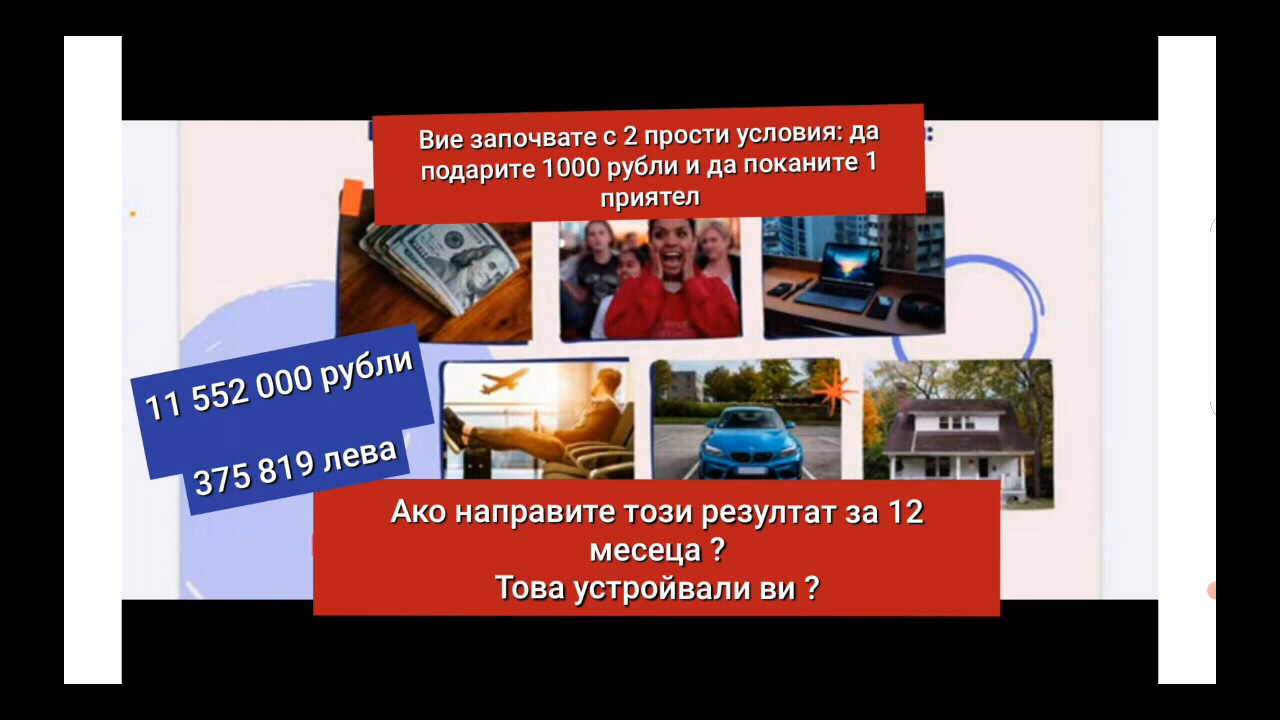 Вие започвате с 2 прости условия: да
подарите 1000 рубли и да поканите 1
приятел
11 552 000 рубли
375 819 лева
Ако направите този резултат за 12
месеца ?
Това устройвали ви ?